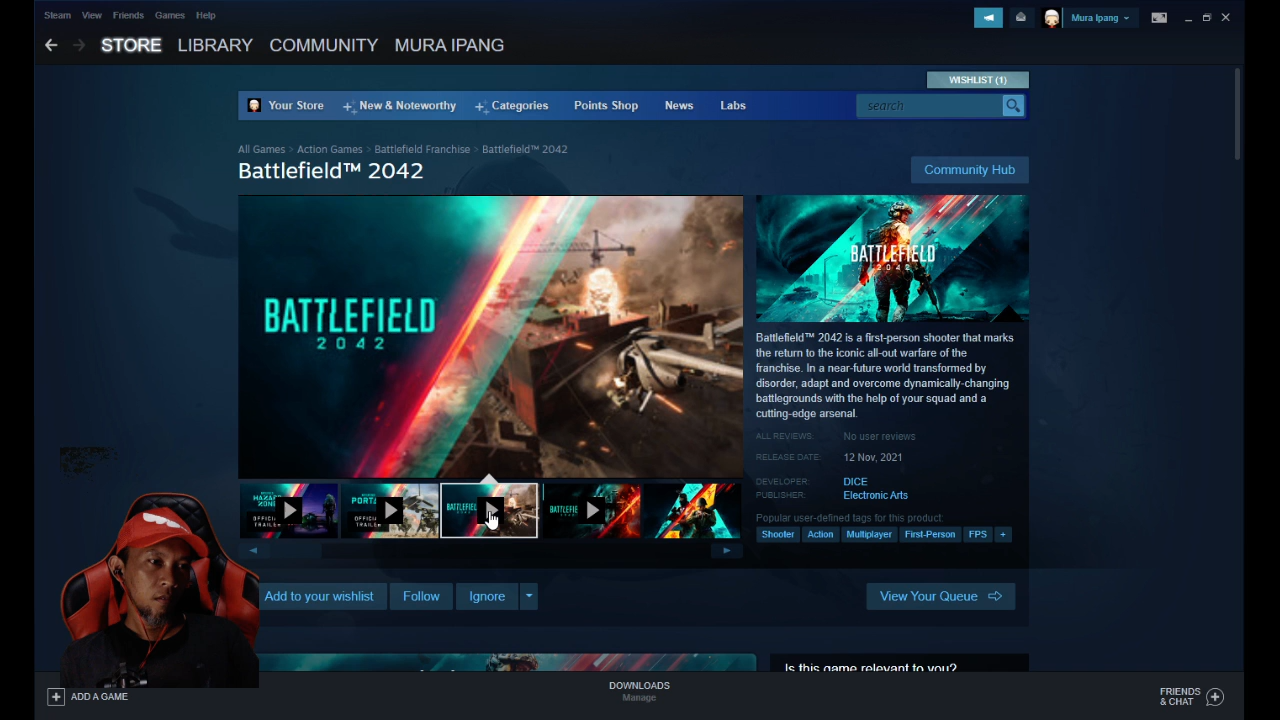 Steam View Friends Games Help
Mura Ipang
STORE LIBRARY COMMUNITY MURA IPANG
WISHLIST (1)
Your Store New & Noteworthy Categories Points Shop News Labs
search
All Games > Action Games > Battlefield Franchise > Battlefield™ 2042
Battlefield™ 2042
Community Hub
BATTLEFIELD
2042
BATTLEFIELD
2042
Battlefield™ 2042 is a first-person shooter that marks
the return to the iconic all-out warfare of the
franchise. In a near-future world transformed by
disorder, adapt and overcome dynamically-changing
battlegrounds with the help of your squad and a
cutting-edge arsenal.
ALL REVIEWS: No user reviews
RELEASE DATE: 12 Nov, 2021
DEVELOPER: DICE
PUBLISHER: Electronic Arts
Popular user-defined tags for this product:
Shooter Action Multiplayer First-Person FPS +
Add to your wishlist Follow Ignore
View Your Queue
Is this game relevant to you?
ADD A GAME
DOWNLOADS
Manage
FRIENDS
& CHAT